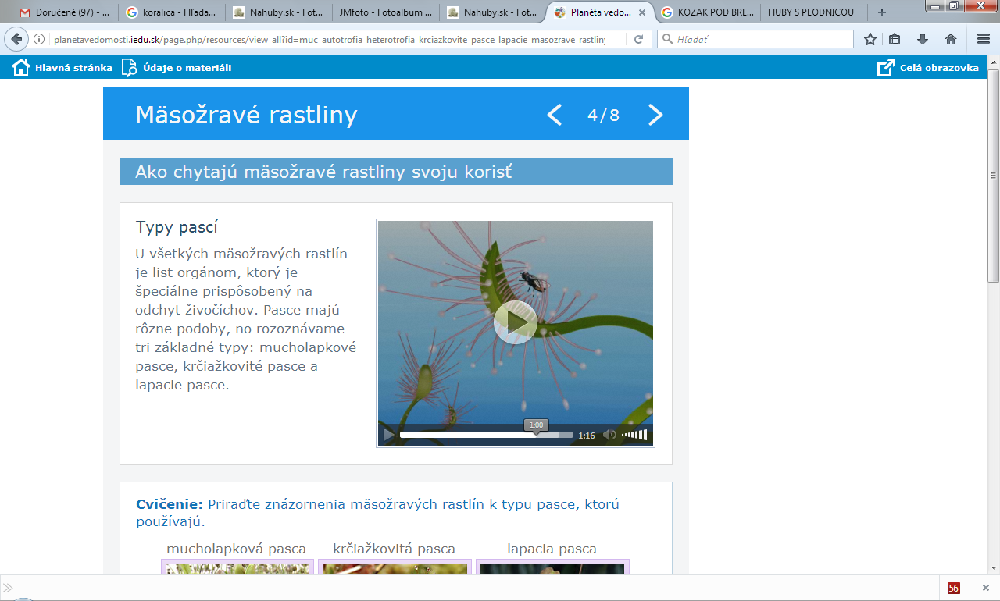 Doručené (97) - ...
koralica - Hľada...
Nahuby.sk - Fot...
JMfoto - Fotoalbum ...
Nahuby.sk - Fot...
Planéta vedo...
KOZAK POD BRE...
HUBY S PLODNICOU
planetavedomosti.iedu.sk/page.php/resources/view_all?id=muc_autotrofia_heterotrofia_krciazkovite_pasce_lapacie_masozrave_rastliny
Hľadať
Hlavná stránka
Údaje o materiáli
Celá obrazovka
Mäsožravé rastliny
4/8
Ako chytajú mäsožravé rastliny svoju korisť
Typy pascí
U všetkých mäsožravých rastlín
je list orgánom, ktorý je
špeciálne prispôsobený na
odchyt živočíchov. Pasce majú
rôzne podoby, no rozoznávame
tri základné typy: mucholapkové
pasce, krčiažkovité pasce a
lapacie pasce.
1:00
1:16
Cvičenie: Priraďte znázornenia mäsožravých rastlín k typu pasce, ktorú
používajú.
mucholapková pasca
krčiažkovitá pasca
lapacia pasca
56